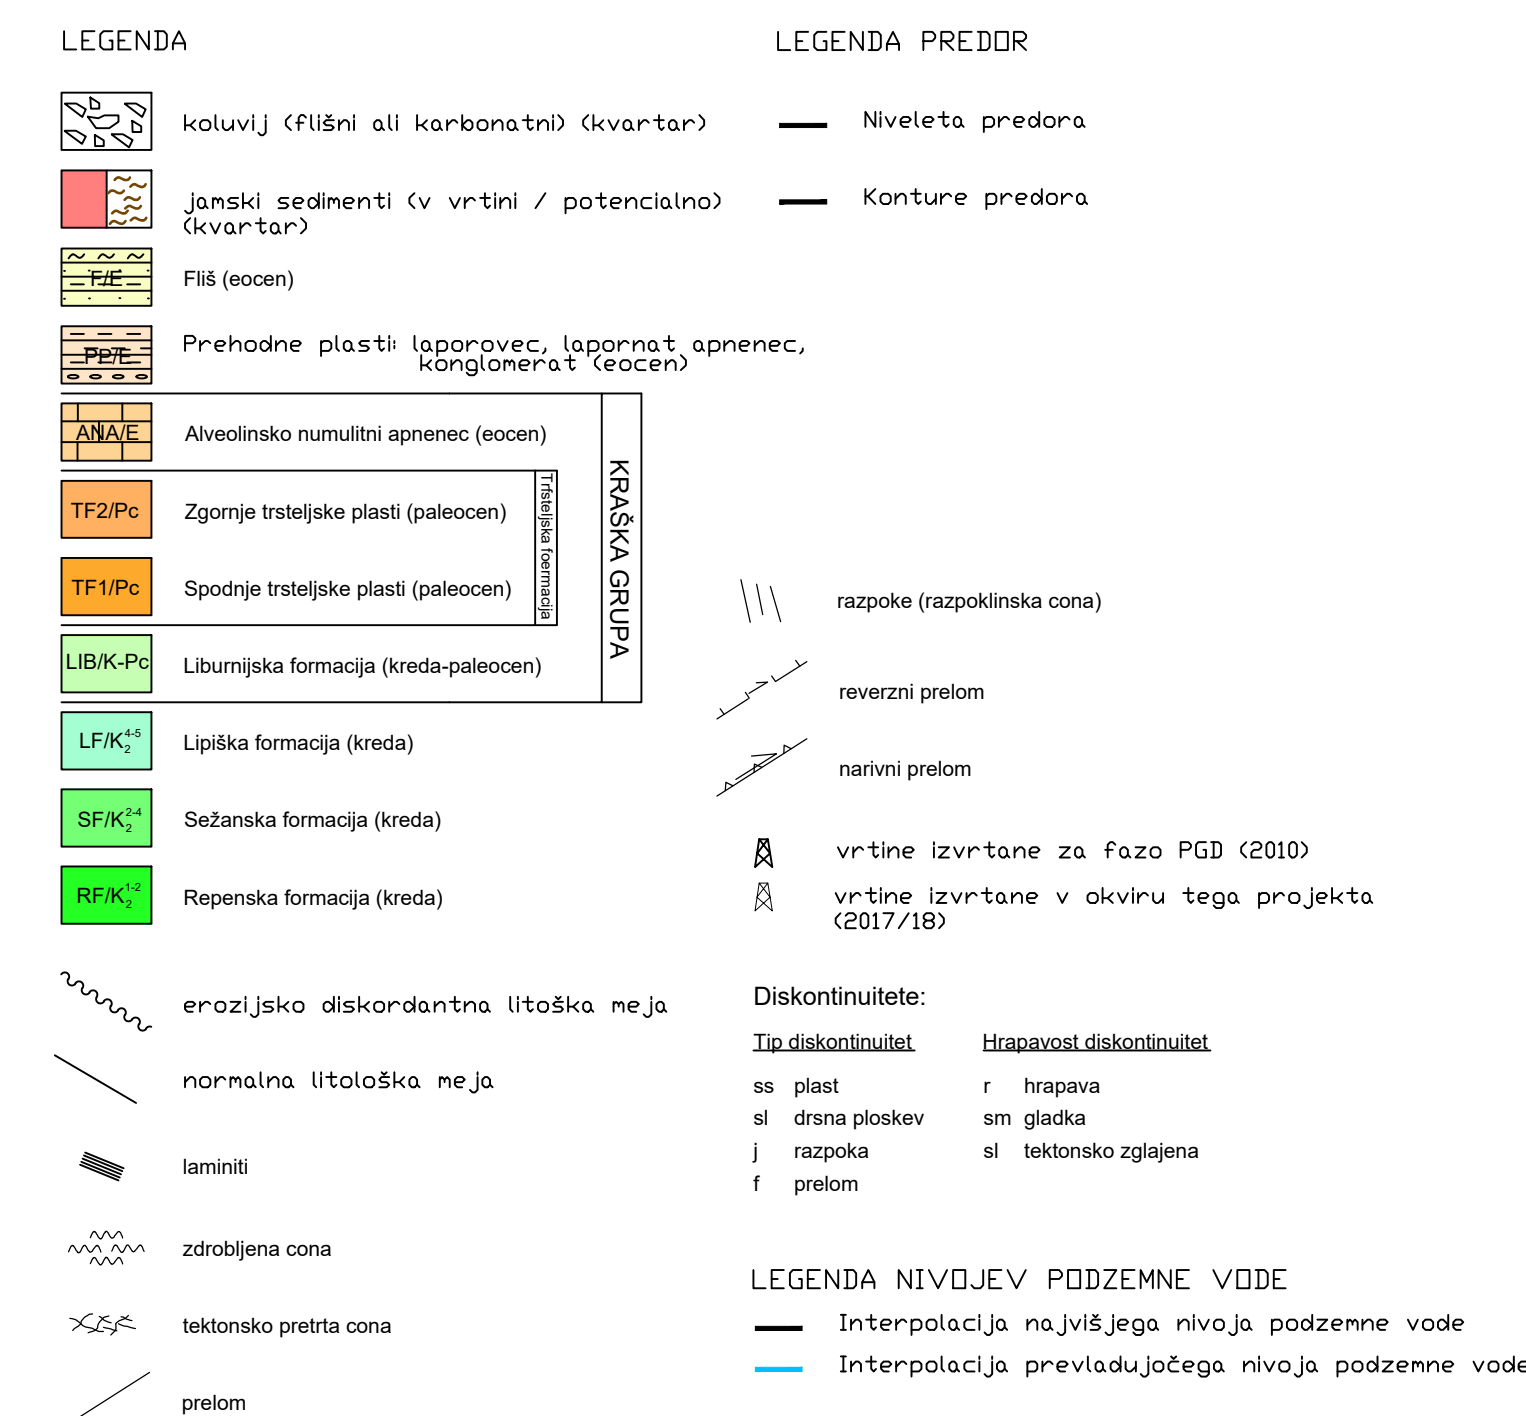 LEGENDA
koluvij (flišni ali karbonatni) (kvartar)
jamski sedimenti (v vrtini / potencialno)
(kvartar)
F/E
Fliš (eocen)
PP/E
Prehodne plasti: laporovec, lapornat apnenec,
konglomerat (eocen)
ANA/E
Alveolinsko numulitni apnenec (eocen)
TF2/Pc
Zgornje trsteljske plasti (paleocen)
TF1/Pc
Spodnje trsteljske plasti (paleocen)
Trfsteljska foermacija
KRAŠKA GRUPA
LIB/K-Pc
Liburnijska formacija (kreda-paleocen)
LF/K 4-5 2
Lipiška formacija (kreda)
SF/K 2-4 2
Sežanska formacija (kreda)
RF/K 1-2 2
Repenska formacija (kreda)
erozijsko diskordantna litoška meja
normalna litološka meja
laminiti
zdrobljena cona
tektonsko pretrta cona
prelom
LEGENDA PREDOR
Niveleta predora
Konture predora
razpoke (razpoklinska cona)
reverzni prelom
narivni prelom
vrtine izvrtane za fazo PGD (2010)
vrtine izvrtane v okviru tega projekta
(2017/18)
Diskontinuitete:
Tip diskontinuitet
ss plast
sl drsna ploskev
j razpoka
f prelom
Hrapavost diskontinuitet
r hrapava
sm gladka
sl tektonsko zglajena
LEGENDA NIVOJEV PODZEMNE VODE
Interpolacija najvišjega nivoja podzemne vode
Interpolacija prevladujočega nivoja podzemne vode